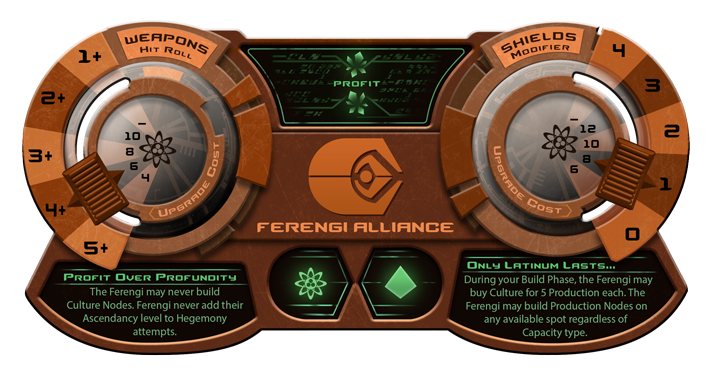 WEAPONS
HIT ROLL
1+
2+
3+
4+
5+
–
10
8
6
4
UPGRADE COST
PROFIT
FERENGI ALLIANCE
SHIELDS
MODIFIER
4
3
2
1
0
–
12
10
8
6
UPGRADE COST
PROFIT OVER PROFUNDITY
The Ferengi may never build
Culture Nodes. Ferengi never add their
Ascendancy level to Hegemony
attempts.
ONLY LATINUM LASTS...
During your Build Phase, the Ferengi may
buy Culture for 5 Production each. The
Ferengi may build Production Nodes on
any available spot regardless of
Capacity type.